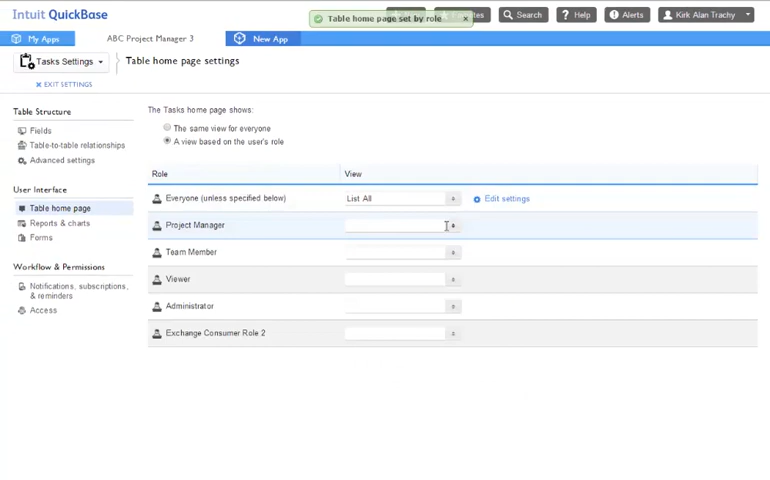 Intuit QuickBase
Table home page set by role ×
Search
? Help
Alerts
Kirk Alan Trachy
My Apps
ABC Project Manager 3
New App
Tasks Settings
Table home page settings
× EXIT SETTINGS
Table Structure
Fields
Table-to-table relationships
Advanced settings
User Interface
Table home page
Reports & charts
Forms
Workflow & Permissions
Notifications, subscriptions,
& reminders
Access
The Tasks home page shows:
The same view for everyone
A view based on the user's role
Role View
Everyone (unless specified below) List All Edit settings
Project Manager
Team Member
Viewer
Administrator
Exchange Consumer Role 2